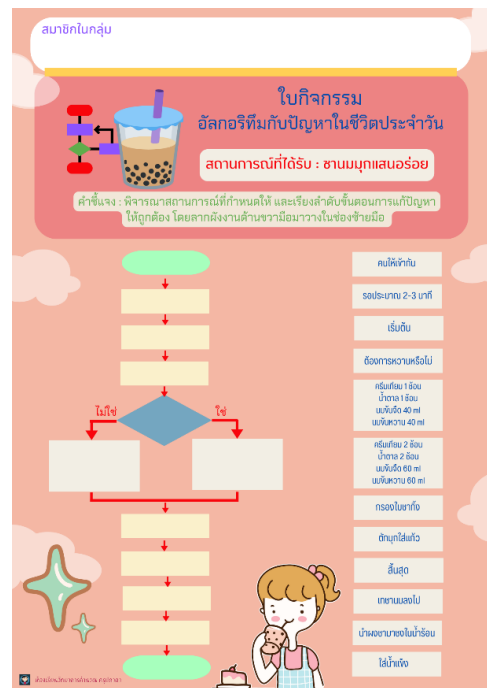 สมาชิกในกลุ่ม
ใบกิจกรรม
อัลกอริทึมกับปัญหาในชีวิตประจำวัน
สถานการณ์ที่ได้รับ : ชานมมุกแสนอร่อย
คำชี้แจง : พิจารณาสถานการณ์ที่กำหนดให้ และเรียงลำดับขั้นตอนการแก้ปัญหา
ให้ถูกต้อง โดยลากผังงานด้านขวามือมาวางในช่องซ้ายมือ
คนให้เข้ากัน
รอประมาณ 2-3 นาที
เริ่มต้น
ต้องการหวานหรือไม่
ไม่ใช่
ใช่
ครีมเทียม 1 ช้อน
น้ำตาล 1 ช้อน
นมข้นจืด 40 ml
นมข้นหวาน 40 ml
ครีมเทียม 2 ช้อน
น้ำตาล 2 ช้อน
นมข้นจืด 60 ml
นมข้นหวาน 60 ml
กรองใบชาทิ้ง
ตักมุกใส่แก้ว
สิ้นสุด
เทชานมลงไป
นำผงชามาชงในน้ำร้อน
ใส่น้ำแข็ง